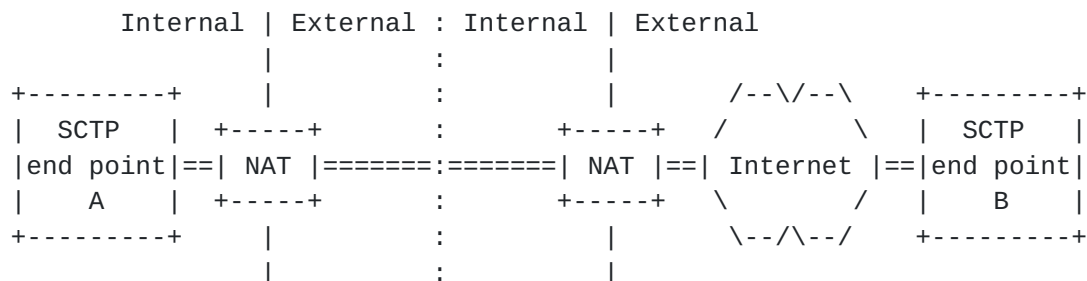 Internal | External : Internal | External
                 |          :          |
 +---------+     |          :          |       /--\/--\     +---------+
 |  SCTP   |  +-----+       :       +-----+   /        \    |  SCTP   |
 |end point|==| NAT |=======:=======| NAT |==| Internet |==|end point|
 |    A    |  +-----+       :       +-----+   \        /    |    B    |
 +---------+     |          :          |       \--/\--/     +---------+
                 |          :          |